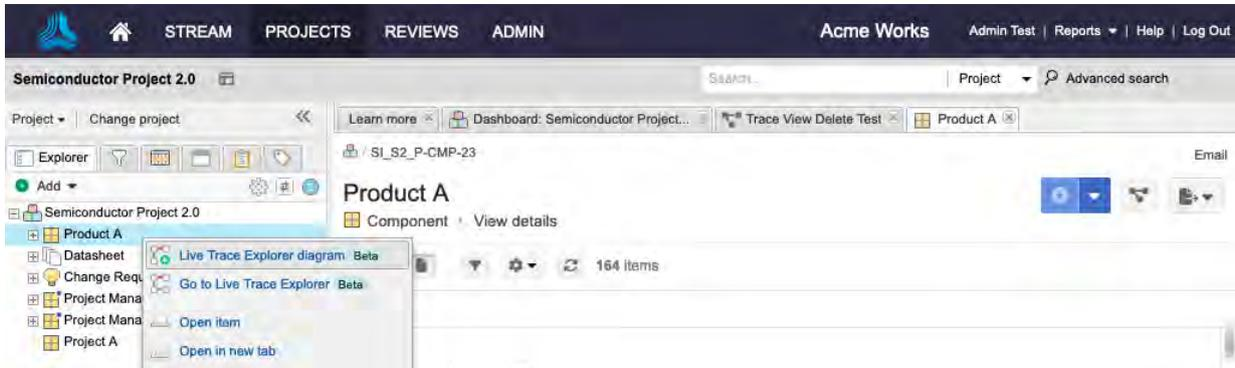 STREAM PROJECTS REVIEWS ADMIN Acme Works Admin Test | Reports | Help | Log Out
Semiconductor Project 2.0 Search... Project Advanced search
Project Change project Learn more Dashboard: Semiconductor Project... Trace View Delete Test Product A
Explorer SI_S2_P-CMP-23 Email
Add
Product A
Semiconductor Project 2.0 Component View details
Product A
Datasheet Live Trace Explorer diagram Beta 164 items
Change Requ Go to Live Trace Explorer Beta
Project Mana
Project Mana Open item
Project A Open in new tab